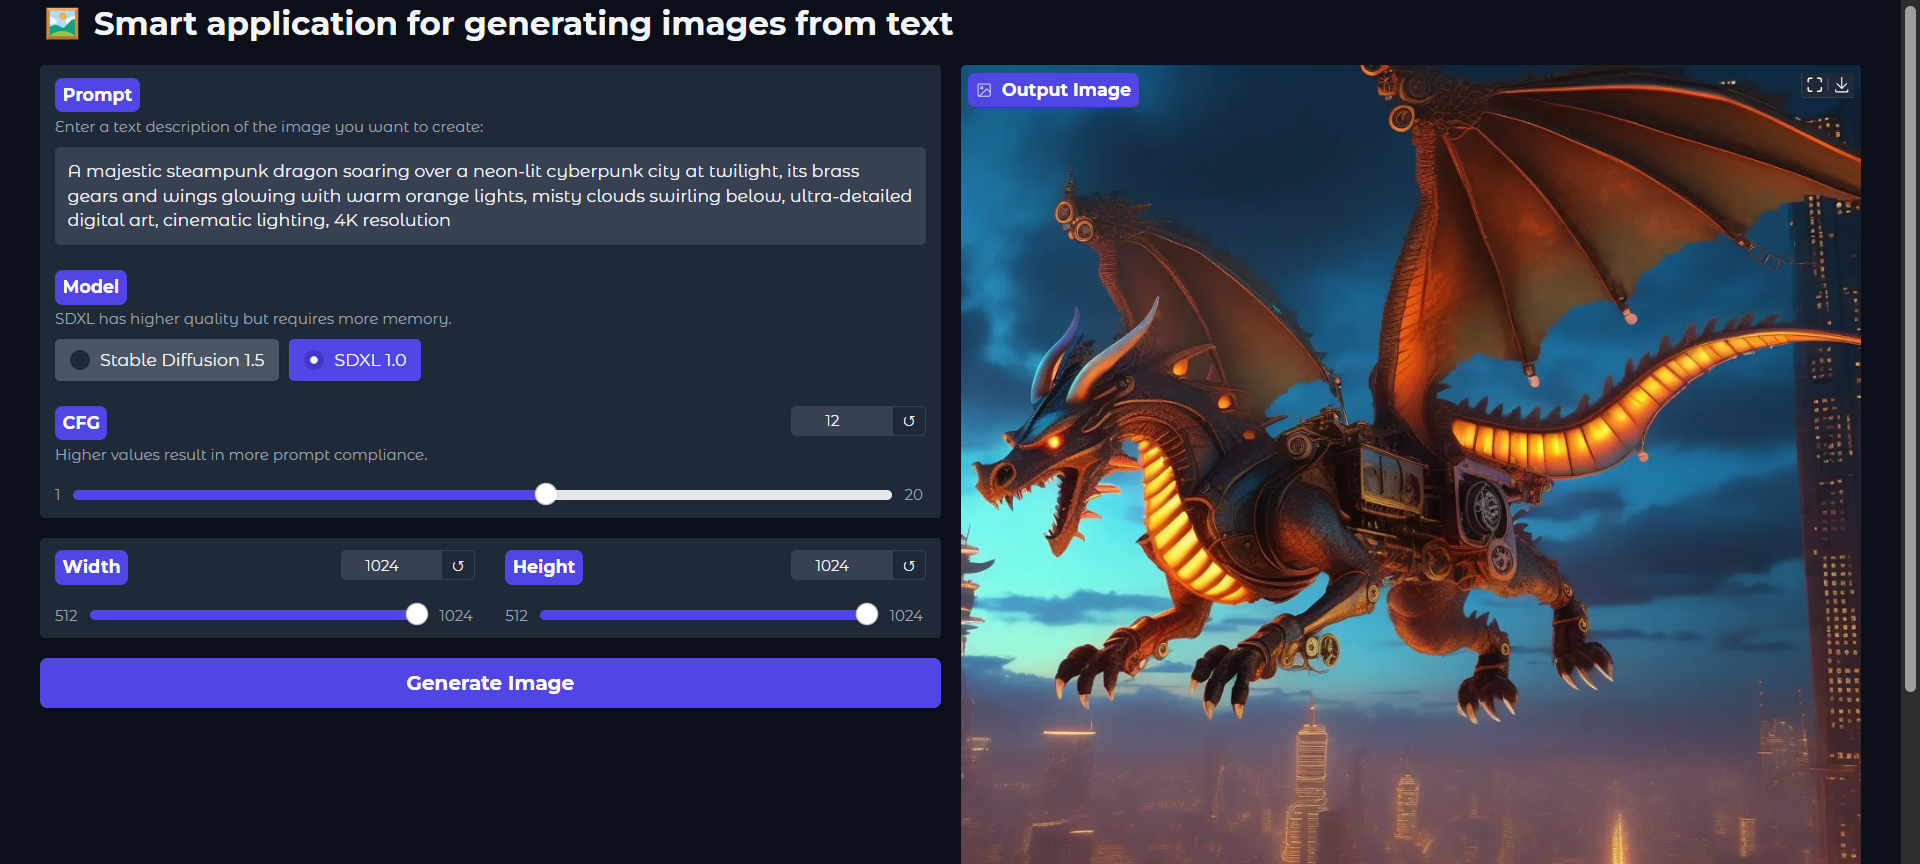 Smart application for generating images from text
Prompt
Enter a text description of the image you want to create:
A majestic steampunk dragon soaring over a neon-lit cyberpunk city at twilight, its brass
gears and wings glowing with warm orange lights, misty clouds swirling below, ultra-detailed
digital art, cinematic lighting, 4K resolution
Model
SDXL has higher quality but requires more memory.
Stable Diffusion 1.5
SDXL 1.0
CFG
12
Higher values result in more prompt compliance.
1
20
Width
1024
512
1024
Height
1024
512
1024
Generate Image
Output Image